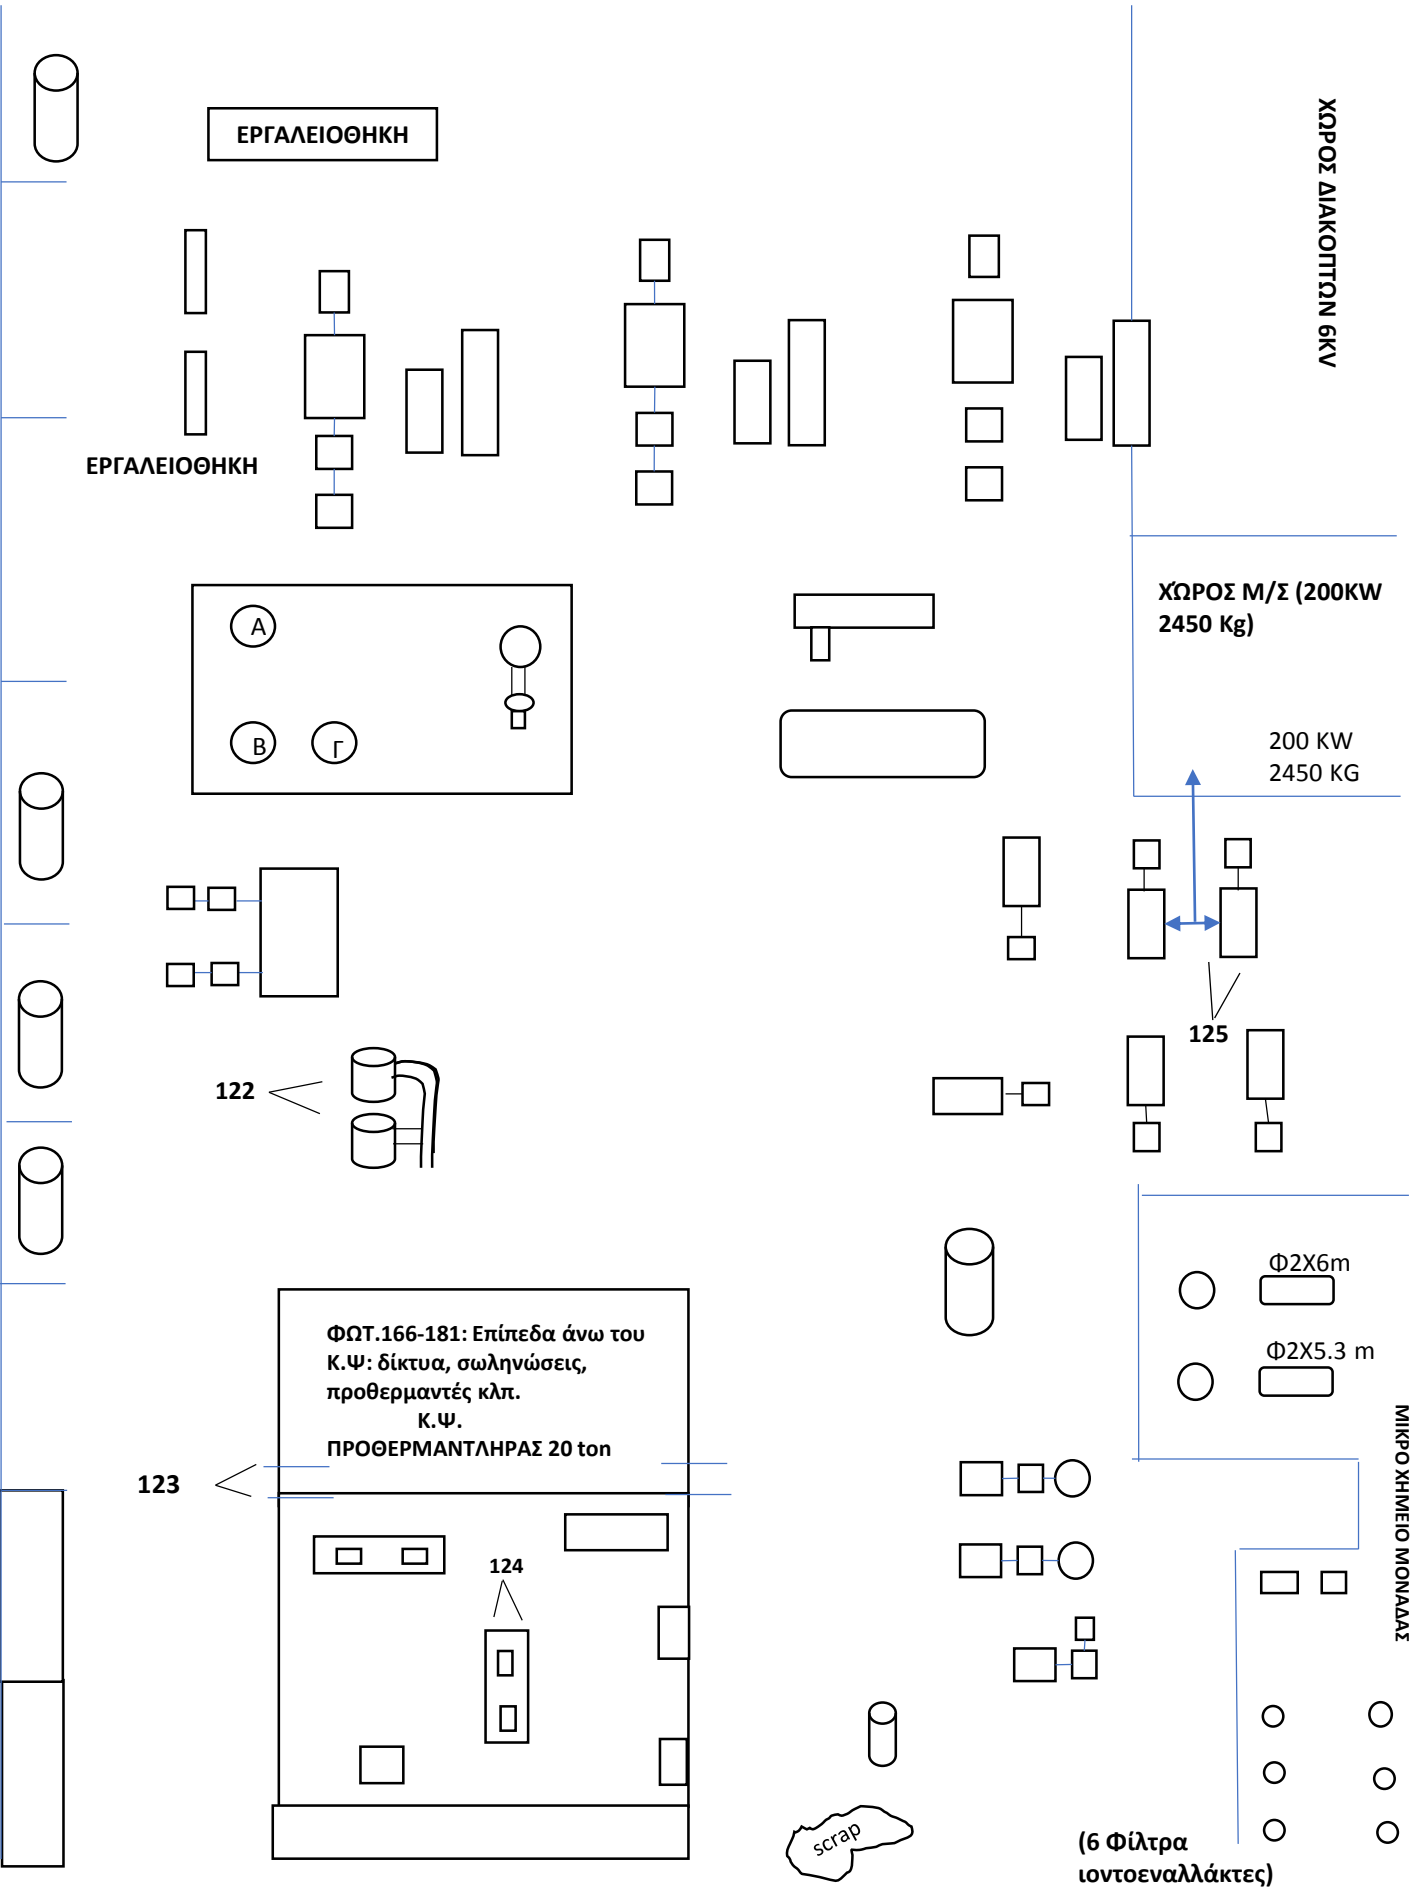 ΕΡΓΑΛΕΙΟΘΗΚΗ
ΧΩΡΟΣ ΔΙΑΚΟΠΤΩΝ 6KV
ΕΡΓΑΛΕΙΟΘΗΚΗ
ΧΏΡΟΣ Μ/Σ (200KW
2450 Kg)
Α
Β
Γ
200 KW
2450 KG
125
122
Φ2Χ6m
Φ2Χ5.3 m
ΦΩΤ.166-181: Επίπεδα άνω του
Κ.Ψ: δίκτυα, σωληνώσεις,
προθερμαντές κλπ.
Κ.Ψ.
ΠΡΟΘΕΡΜΑΝΤΛΗΡΑΣ 20 ton
123
ΜΙΚΡΟ ΧΗΜΕΙΟ ΜΟΝΑΔΑΣ
124
scrap
(6 Φίλτρα
ιοντοεναλλάκτες)